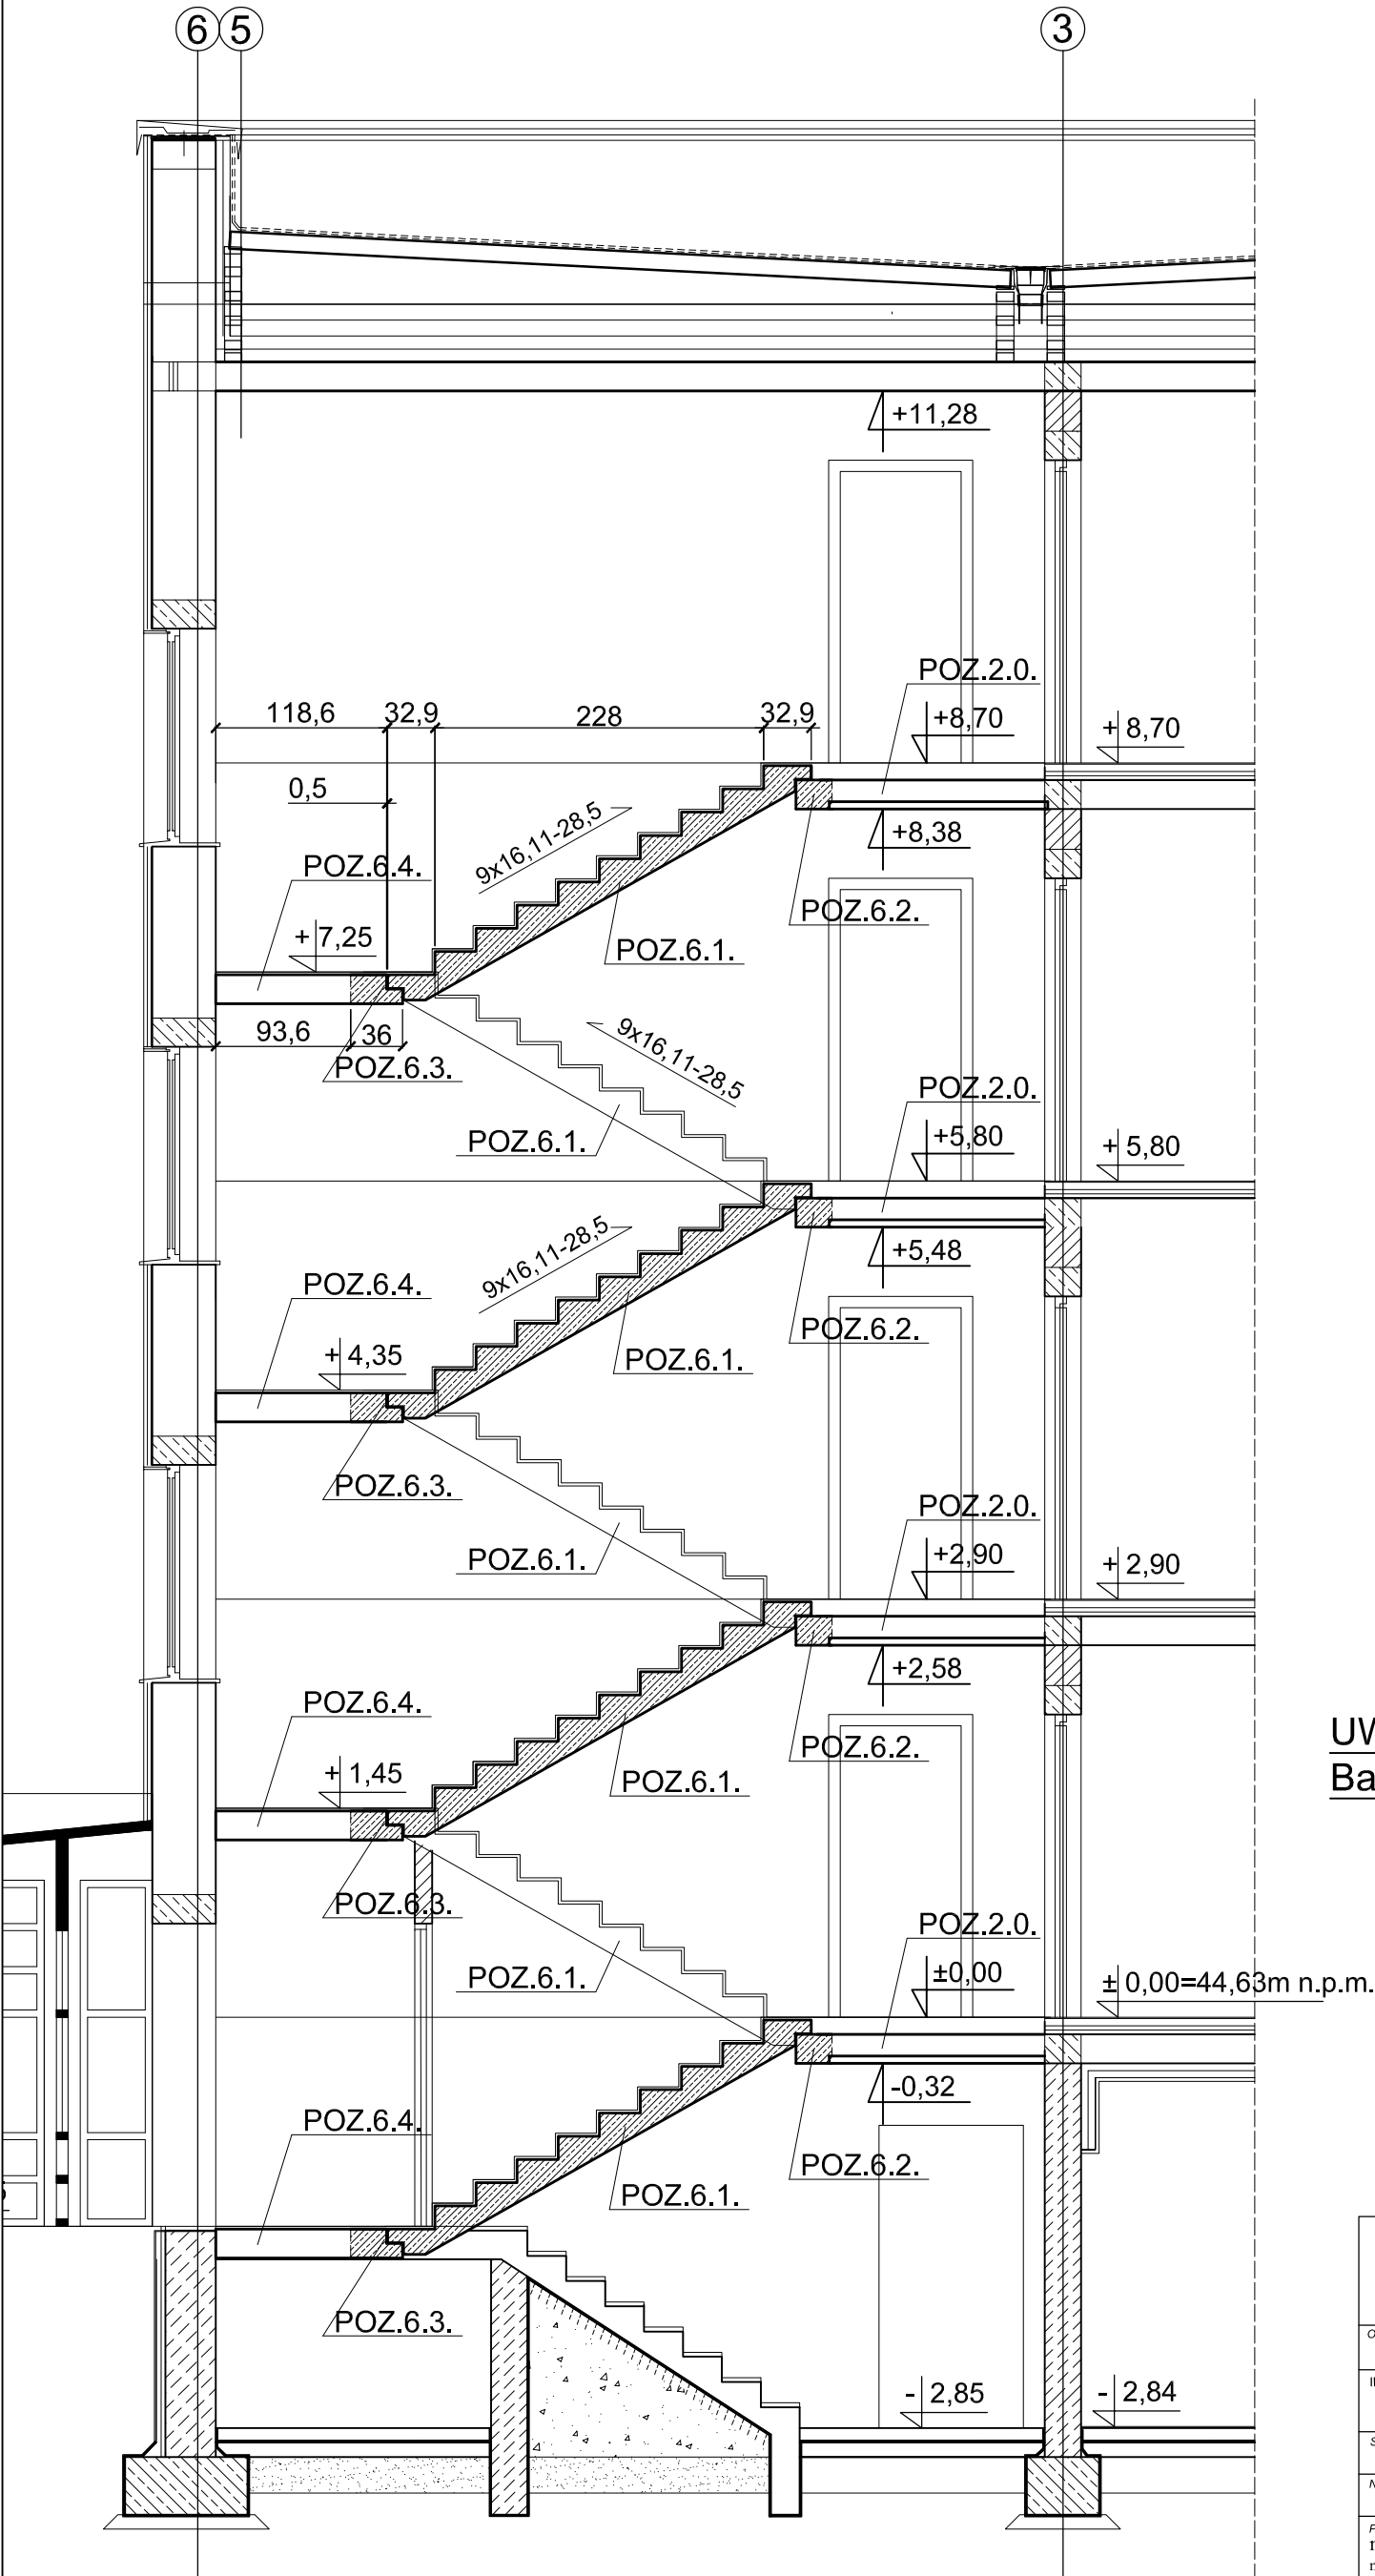 6 5 3
+11,28
POZ.2.0.
118,6 32,9 228 32,9
+8,70
+ 8,70
0,5
9x16,11-28,5
+8,38
POZ.6.4.
POZ.6.2.
+ 7,25
POZ.6.1.
93,6 36
9x16,11-28,5
POZ.6.3.
POZ.2.0.
POZ.6.1.
+5,80
+ 5,80
9x16,11-28,5
+5,48
POZ.6.4.
POZ.6.2.
+ 4,35
POZ.6.1.
POZ.6.3.
POZ.2.0.
POZ.6.1.
+2,90
+ 2,90
+2,58
POZ.6.4.
UW
POZ.6.2.
Ba
+ 1,45
POZ.6.1.
POZ.6.3.
POZ.2.0.
POZ.6.1.
±0,00
± 0,00=44,63m n.p.m.
-0,32
POZ.6.4.
POZ.6.2.
POZ.6.1.
POZ.6.3.
- 2,85
- 2,84